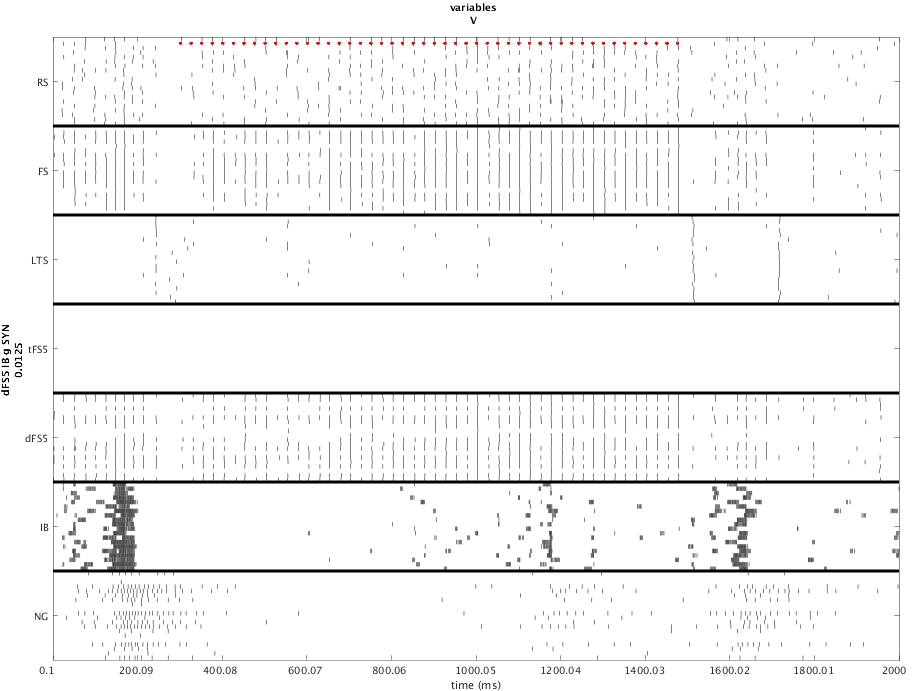 variables
V
RS
FS
LTS
tFS5
dFS5
IB
NG
dFS5 IB g SYN
0.0125
0.1 200.09 400.08 600.07 800.06 1000.05 1200.04 1400.03 1600.02 1800.01 2000
time (ms)